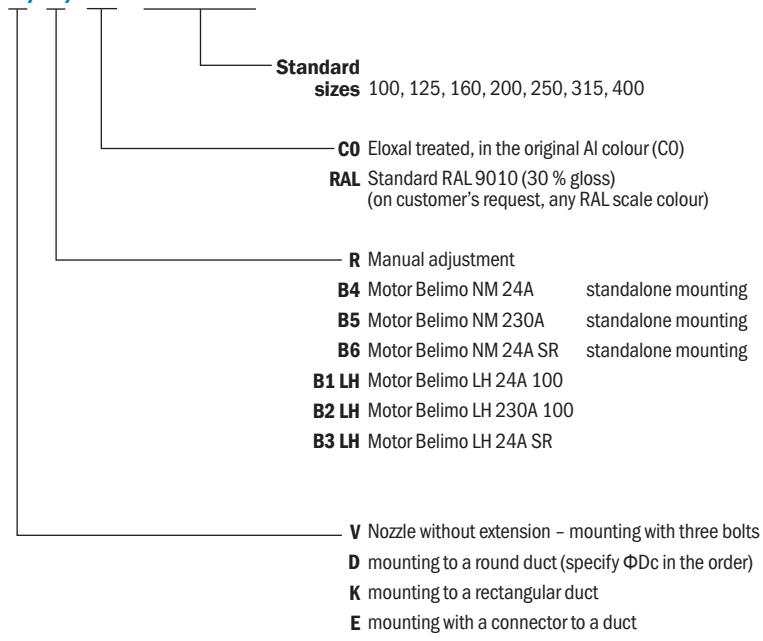 Standard
sizes 100, 125, 160, 200, 250, 315, 400
C0 Eloxal treated, in the original Al colour (C0)
RAL Standard RAL 9010 (30 % gloss)
(on customer's request, any RAL scale colour)
R Manual adjustment
B4 Motor Belimo NM 24A standalone mounting
B5 Motor Belimo NM 230A standalone mounting
B6 Motor Belimo NM 24A SR standalone mounting
B1 LH Motor Belimo LH 24A 100
B2 LH Motor Belimo LH 230A 100
B3 LH Motor Belimo LH 24A SR
V Nozzle without extension – mounting with three bolts
D mounting to a round duct (specify ΦDc in the order)
K mounting to a rectangular duct
E mounting with a connector to a duct